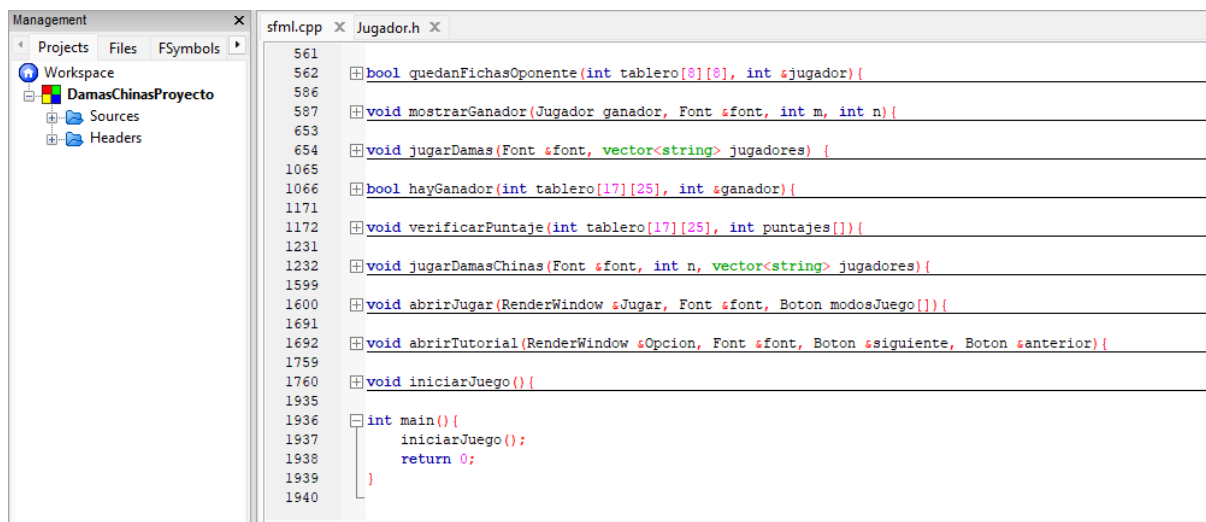 Management
Projects Files FSymbols
Workspace
DamasChinasProyecto
Sources
Headers
sfml.cpp Jugador.h
561
562 bool quedanFichasOponente(int tablero[8][8], int &jugador){
586
587 void mostrarGanador(Jugador ganador, Font &font, int m, int n){
653
654 void jugarDamas(Font &font, vector<string> jugadores) {
1065
1066 bool hayGanador(int tablero[17][25], int &ganador){
1171
1172 void verificarPuntaje(int tablero[17][25], int puntajes[]){
1231
1232 void jugarDamasChinas(Font &font, int n, vector<string> jugadores){
1599
1600 void abrirJugar(RenderWindow &Jugar, Font &font, Boton modosJuego[]){
1691
1692 void abrirTutorial(RenderWindow &Opcion, Font &font, Boton &siguiente, Boton &anterior){
1759
1760 void iniciarJuego(){
1935
1936 int main(){
1937 iniciarJuego();
1938 return 0;
1939 }
1940